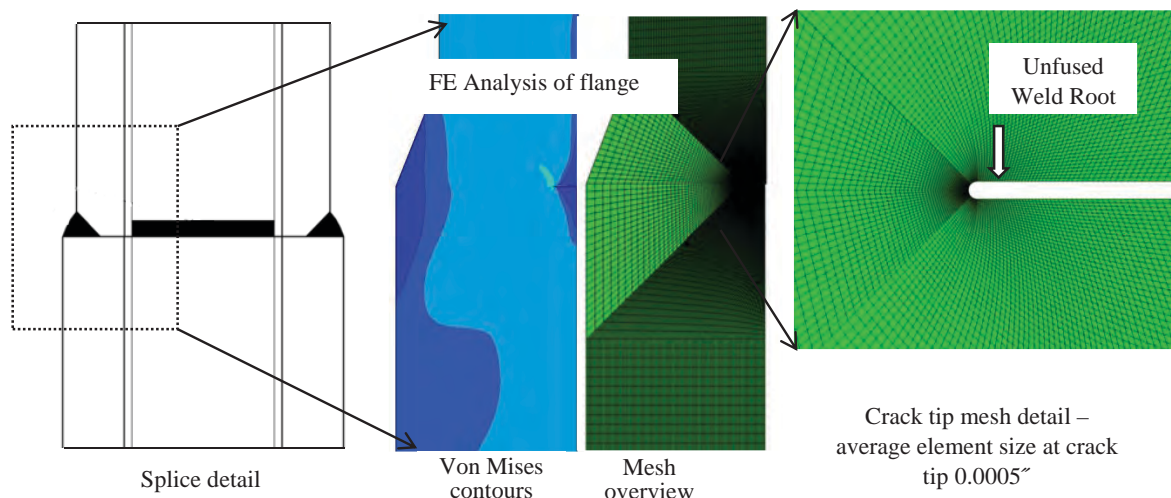 FE Analysis of flange
Unfused
Weld Root
Splice detail
Von Mises
contours
Mesh
overview
Crack tip mesh detail –
average element size at crack
tip 0.0005˝